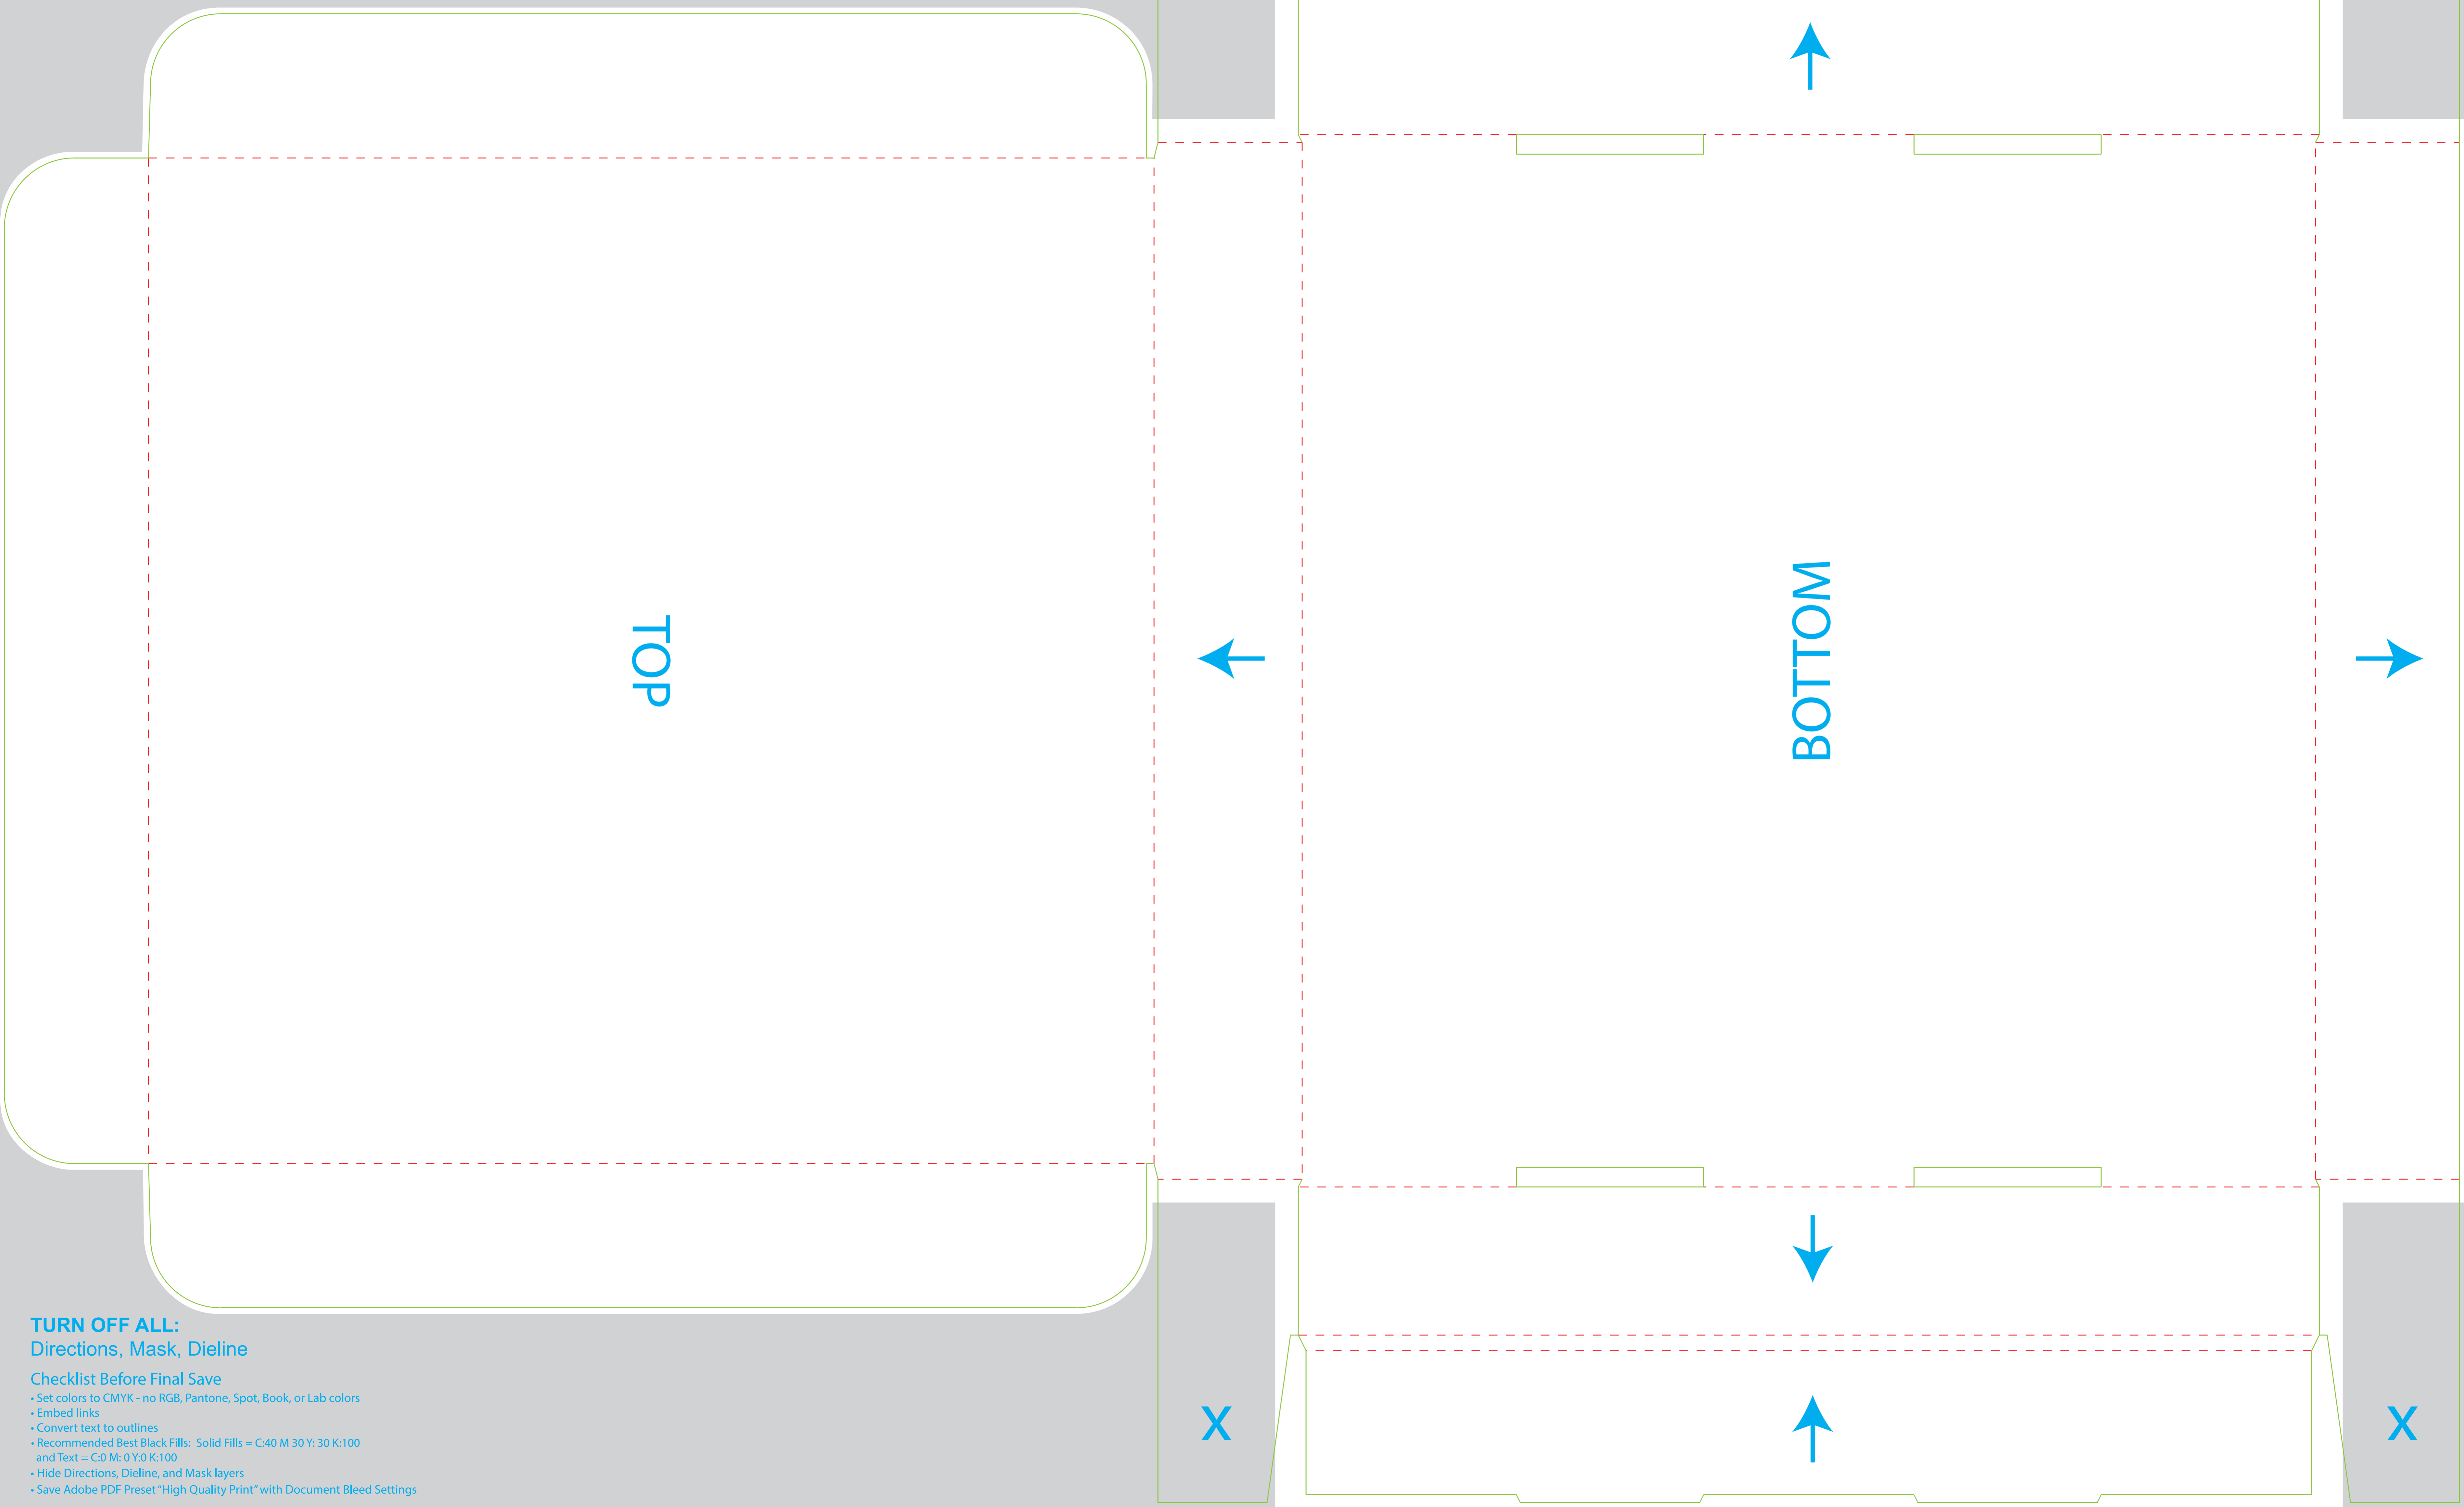 TOP
BOTTOM
TURN OFF ALL:
Directions, Mask, Dieline
Checklist Before Final Save
• Set colors to CMYK - no RGB, Pantone, Spot, Book, or Lab colors
• Embed links
• Convert text to outlines
• Recommended Best Black Fills:  Solid Fills = C:40 M 30 Y: 30 K:100
and Text = C:0 M: 0 Y:0 K:100
• Hide Directions, Dieline, and Mask layers
• Save Adobe PDF Preset “High Quality Print” with Document Bleed Settings
X
X